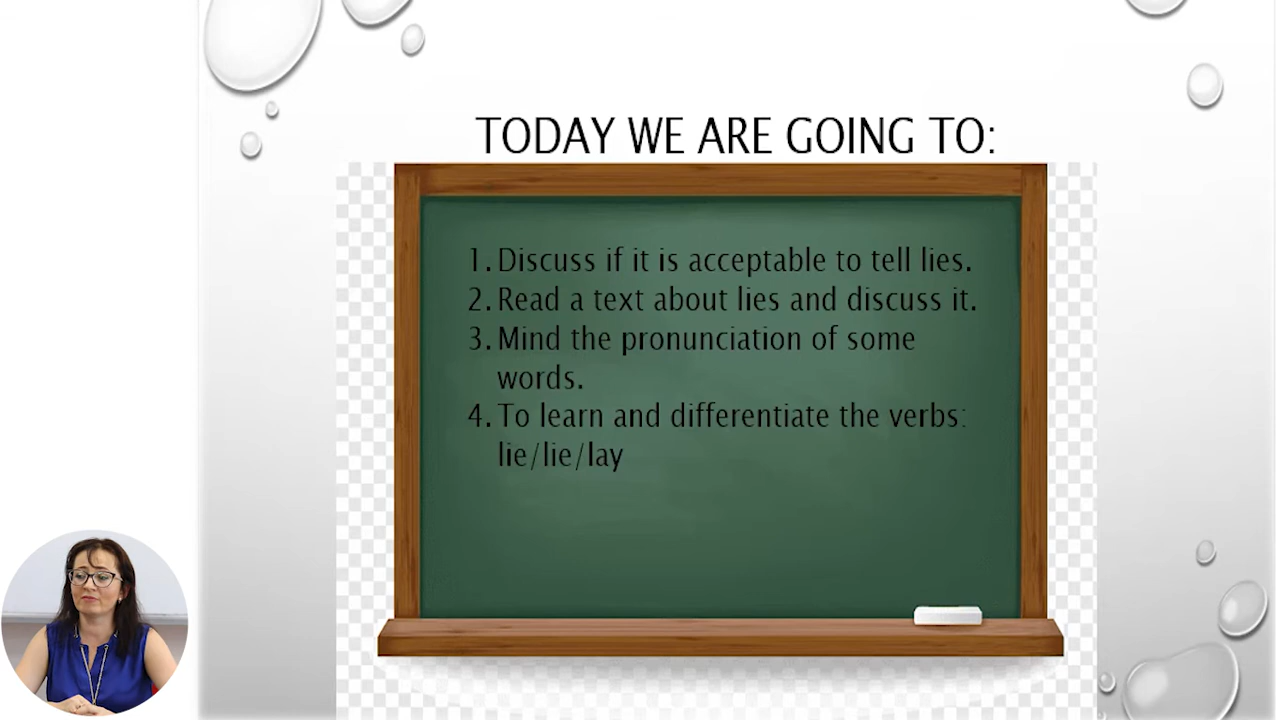 TODAY WE ARE GOING TO:
1. Discuss if it is acceptable to tell lies.
2. Read a text about lies and discuss it.
3. Mind the pronunciation of some
words.
4. To learn and differentiate the verbs:
lie/lie/lay